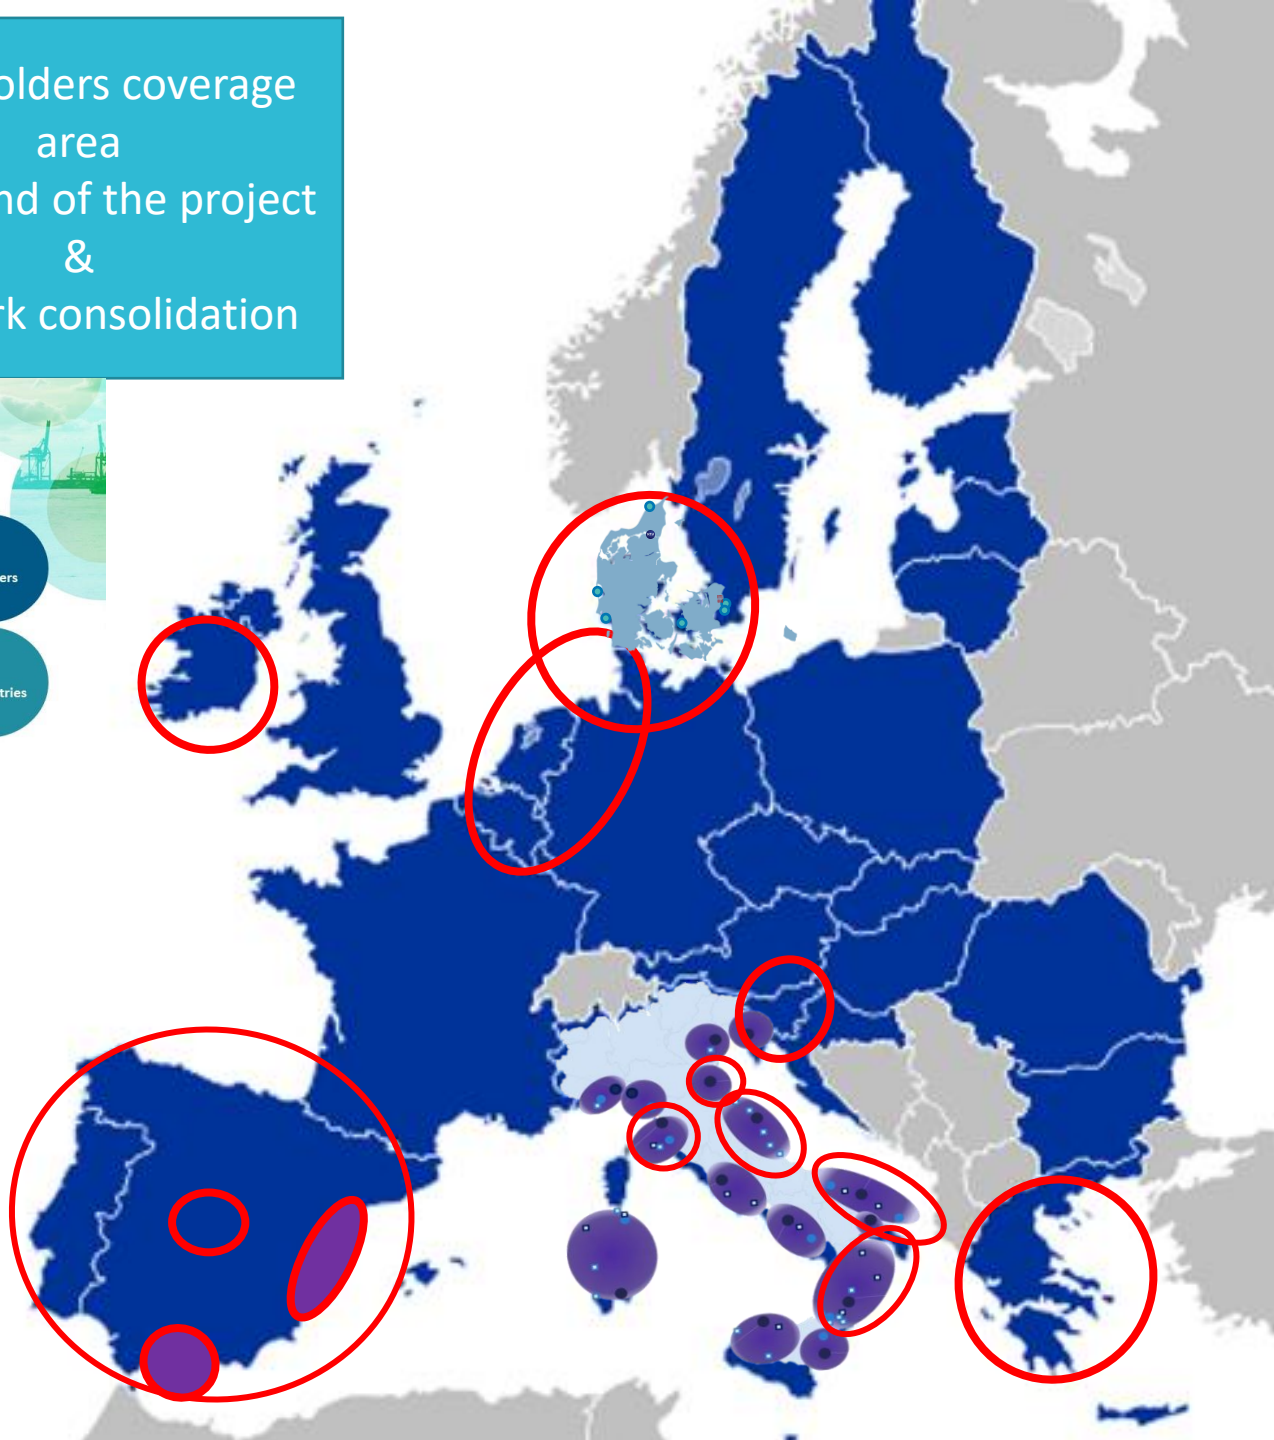 olders coverage
area
nd of the project
&
rk consolidation
ers
tries